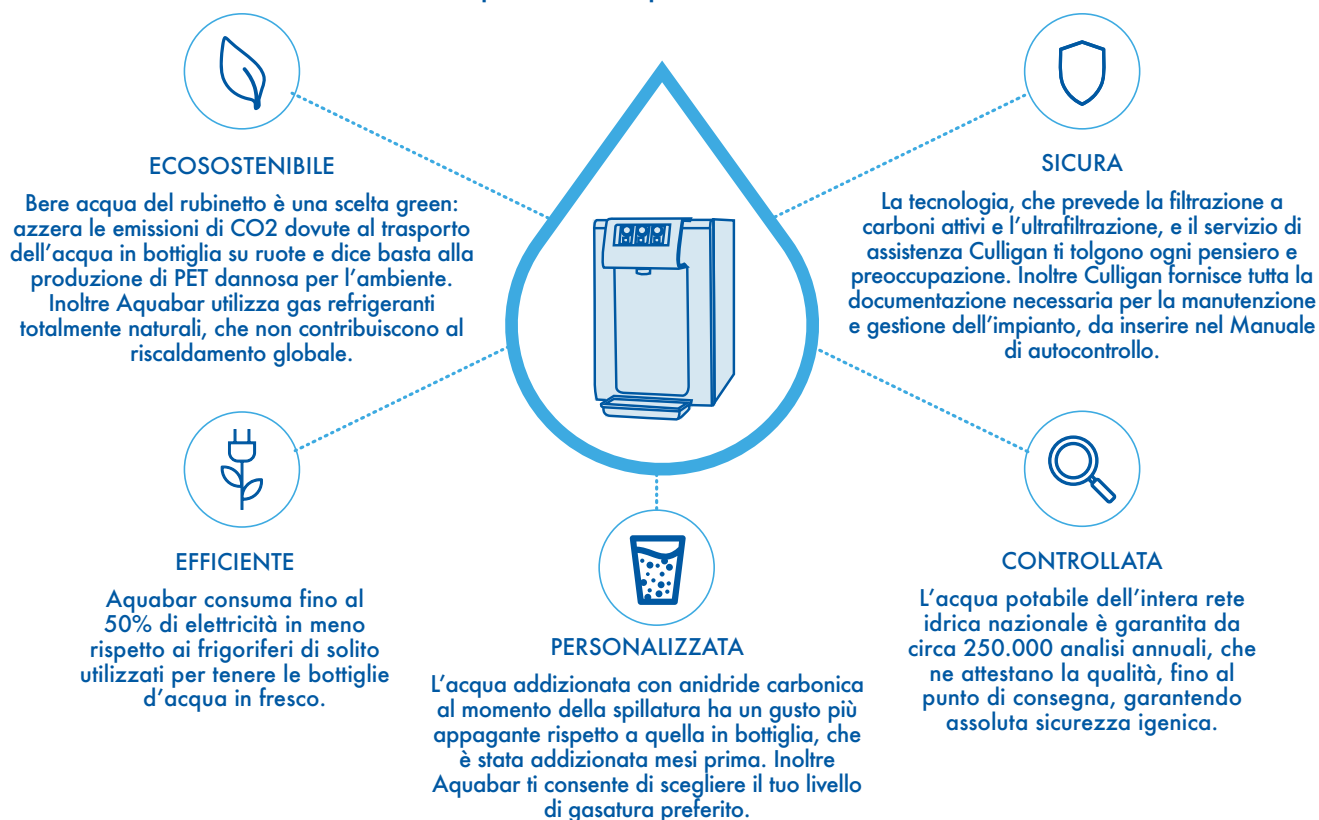 ECOSOSTENIBILE
Bere acqua del rubinetto è una scelta green:
azzera le emissioni di CO2 dovute al trasporto
dell'acqua in bottiglia su ruote e dice basta alla
produzione di PET dannosa per l'ambiente.
Inoltre Aquabar utilizza gas refrigeranti
totalmente naturali, che non contribuiscono al
riscaldamento globale.
SICURA
La tecnologia, che prevede la filtrazione a
carboni attivi e l'ultrafiltrazione, e il servizio di
assistenza Culligan ti tolgono ogni pensiero e
preoccupazione. Inoltre Culligan fornisce tutta la
documentazione necessaria per la manutenzione
e gestione dell'impianto, da inserire nel Manuale
di autocontrollo.
EFFICIENTE
Aquabar consuma fino al
50% di elettricità in meno
rispetto ai frigoriferi di solito
utilizzati per tenere le bottiglie
d'acqua in fresco.
PERSONALIZZATA
L'acqua addizionata con anidride carbonica
al momento della spillatura ha un gusto più
appagante rispetto a quella in bottiglia, che
è stata addizionata mesi prima. Inoltre
Aquabar ti consente di scegliere il tuo livello
di gasatura preferito.
CONTROLLATA
L'acqua potabile dell'intera rete
idrica nazionale è garantita da
circa 250.000 analisi annuali, che
ne attestano la qualità, fino al
punto di consegna, garantendo
assoluta sicurezza igenica.